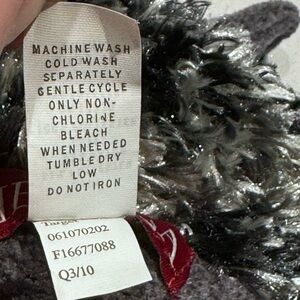 MACHINE WASH
COLD WASH
SEPARATELY
GENTLE CYCLE
ONLY NON-
CHLORINE
BLEACH
WHEN NEEDED
TUMBLE DRY
LOW
DO NOT IRON
Target
061070202
F16677088
Q3/10